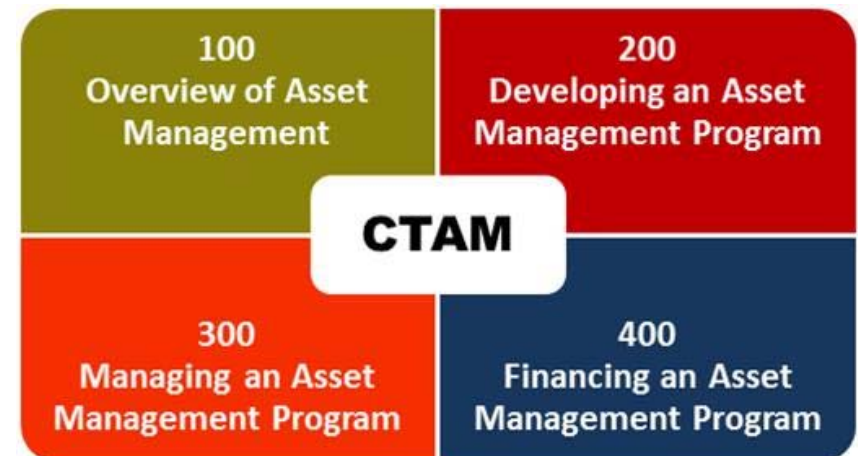 100
Overview of Asset
Management
200
Developing an Asset
Management Program
CTAM
300
Managing an Asset
Management Program
400
Financing an Asset
Management Program